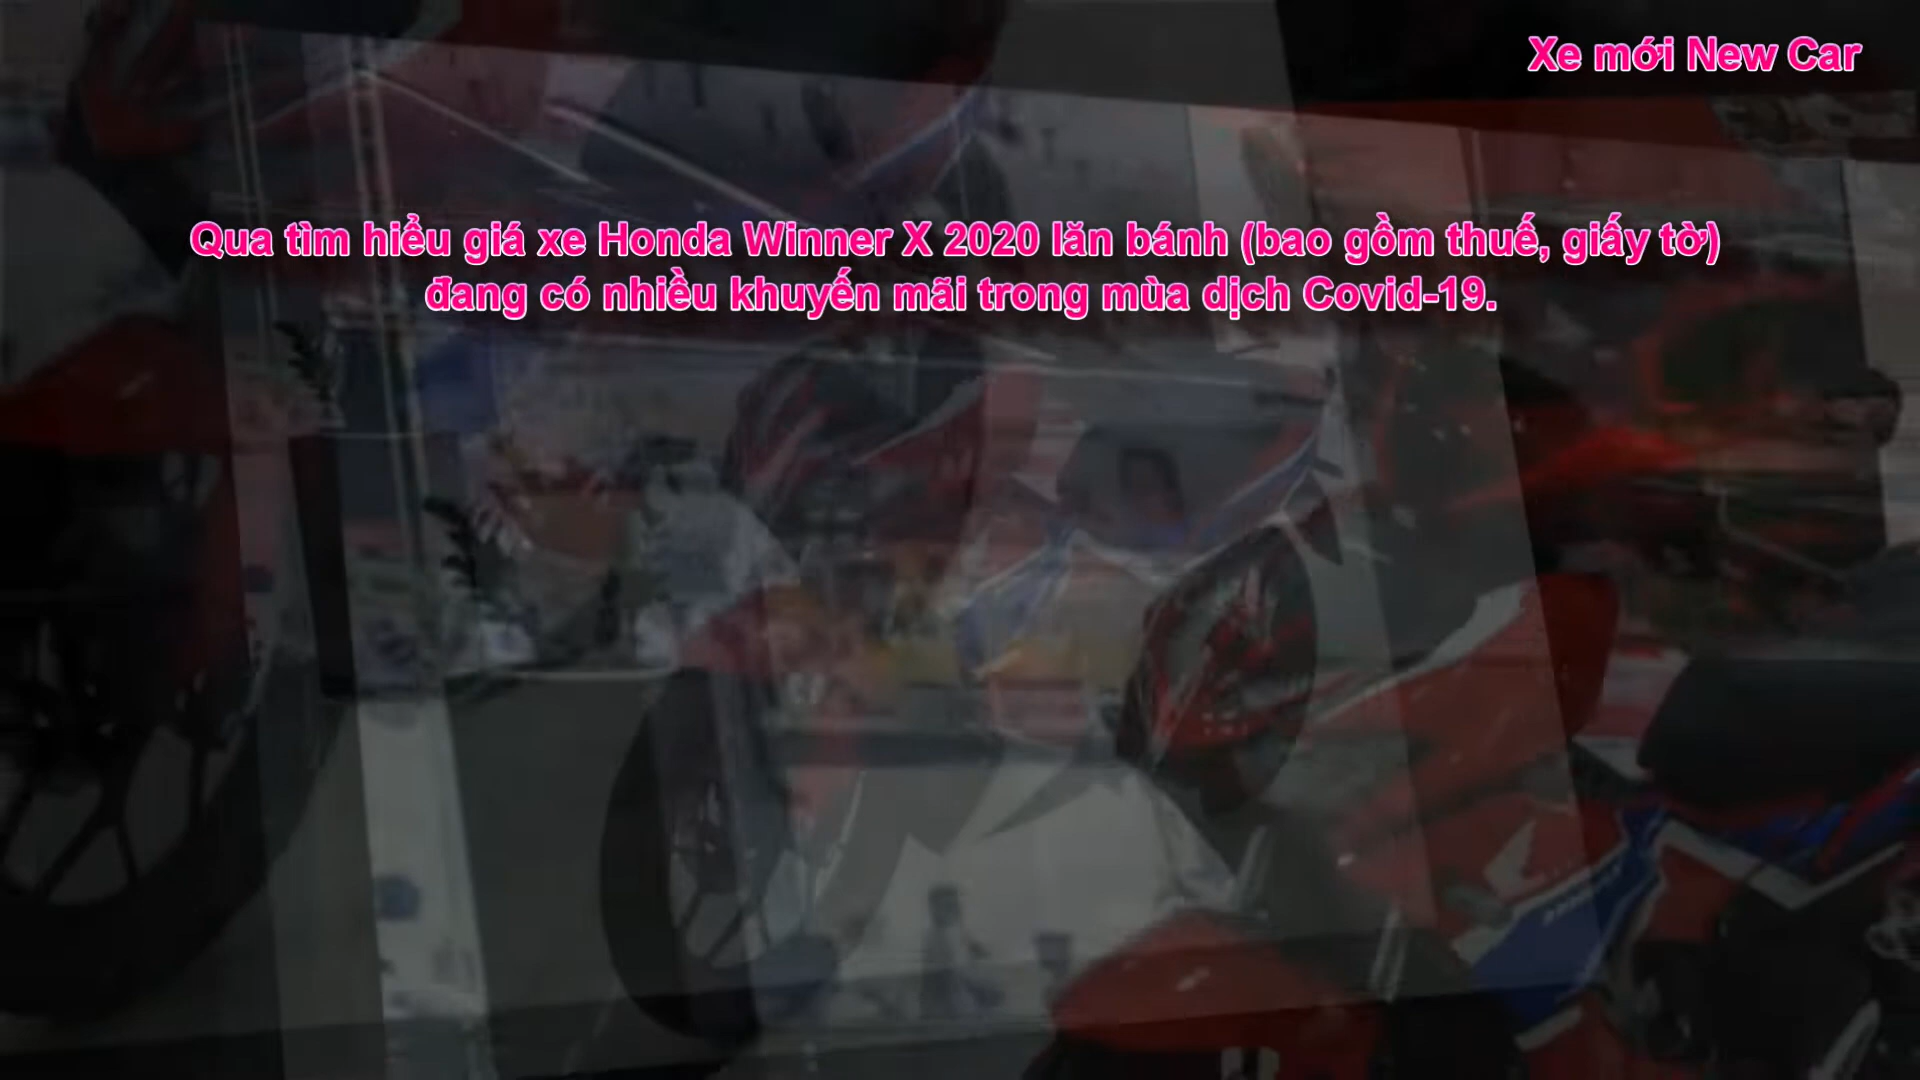 Xe mới New Car
Qua tìm hiểu giá xe Honda Winner X 2020 lăn bánh (bao gồm thuế, giấy tờ)
đang có nhiều khuyến mãi trong mùa dịch Covid-19.